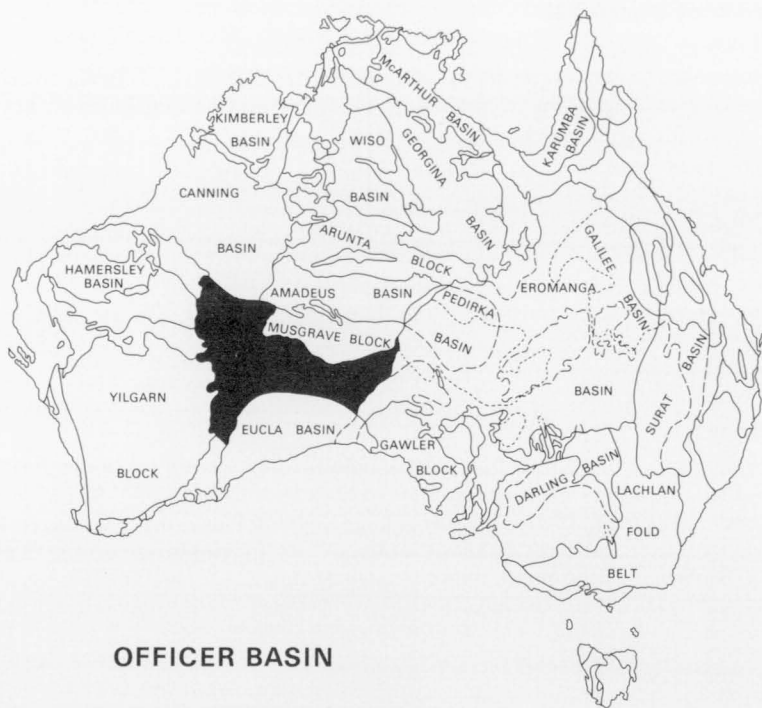 McARTHUR BASIN
KIMBERLEY
BASIN
KARUMBA
BASIN
WISO
BASIN
GEORGINA
BASIN
CANNING
BASIN
ARUNTA
BLOCK
GALILEE
BASIN
HAMERSLEY
BASIN
AMADEUS BASIN
PEDIRKA
BASIN
EROMANGA
BASIN
MUSGRAVE BLOCK
YILGARN
BLOCK
SURAT
BASIN
EUCLA BASIN
GAWLER
BLOCK
DARLING BASIN
LACHLAN
FOLD
BELT
OFFICER BASIN